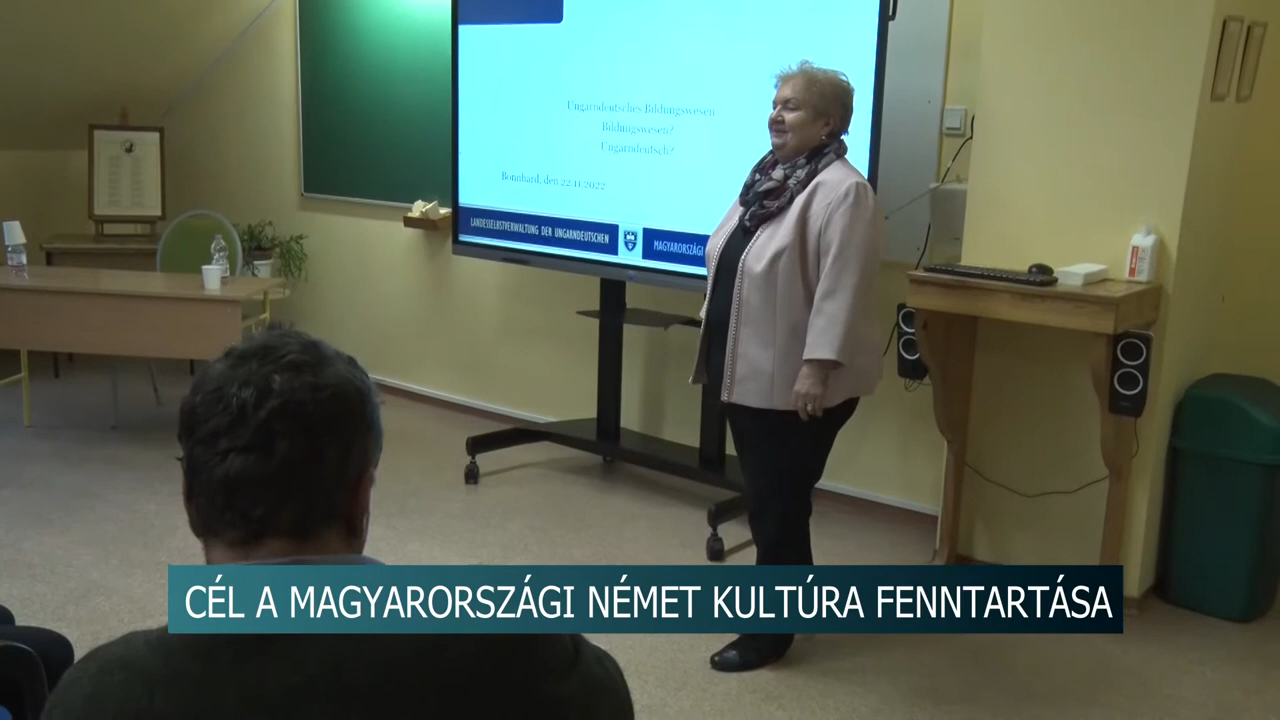 Ungarndeutsches Bildungswesen
Bildungswesen?
Ungarndeutsch?
Bonnhard, den 22.11.2022
LANDESSELBSTVERWALTUNG DER UNGARNDEUTSCHEN
MAGYARORSZÁGI
CÉL A MAGYARORSZÁGI NÉMET KULTÚRA FENNTARTÁSA